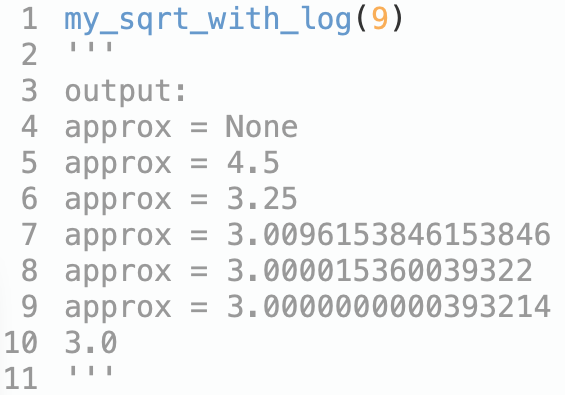 1 my_sqrt_with_log(9)
2 '''
3 output:
4 approx = None
5 approx = 4.5
6 approx = 3.25
7 approx = 3.0096153846153846
8 approx = 3.000015360039322
9 approx = 3.0000000000393214
10 3.0
11 '''